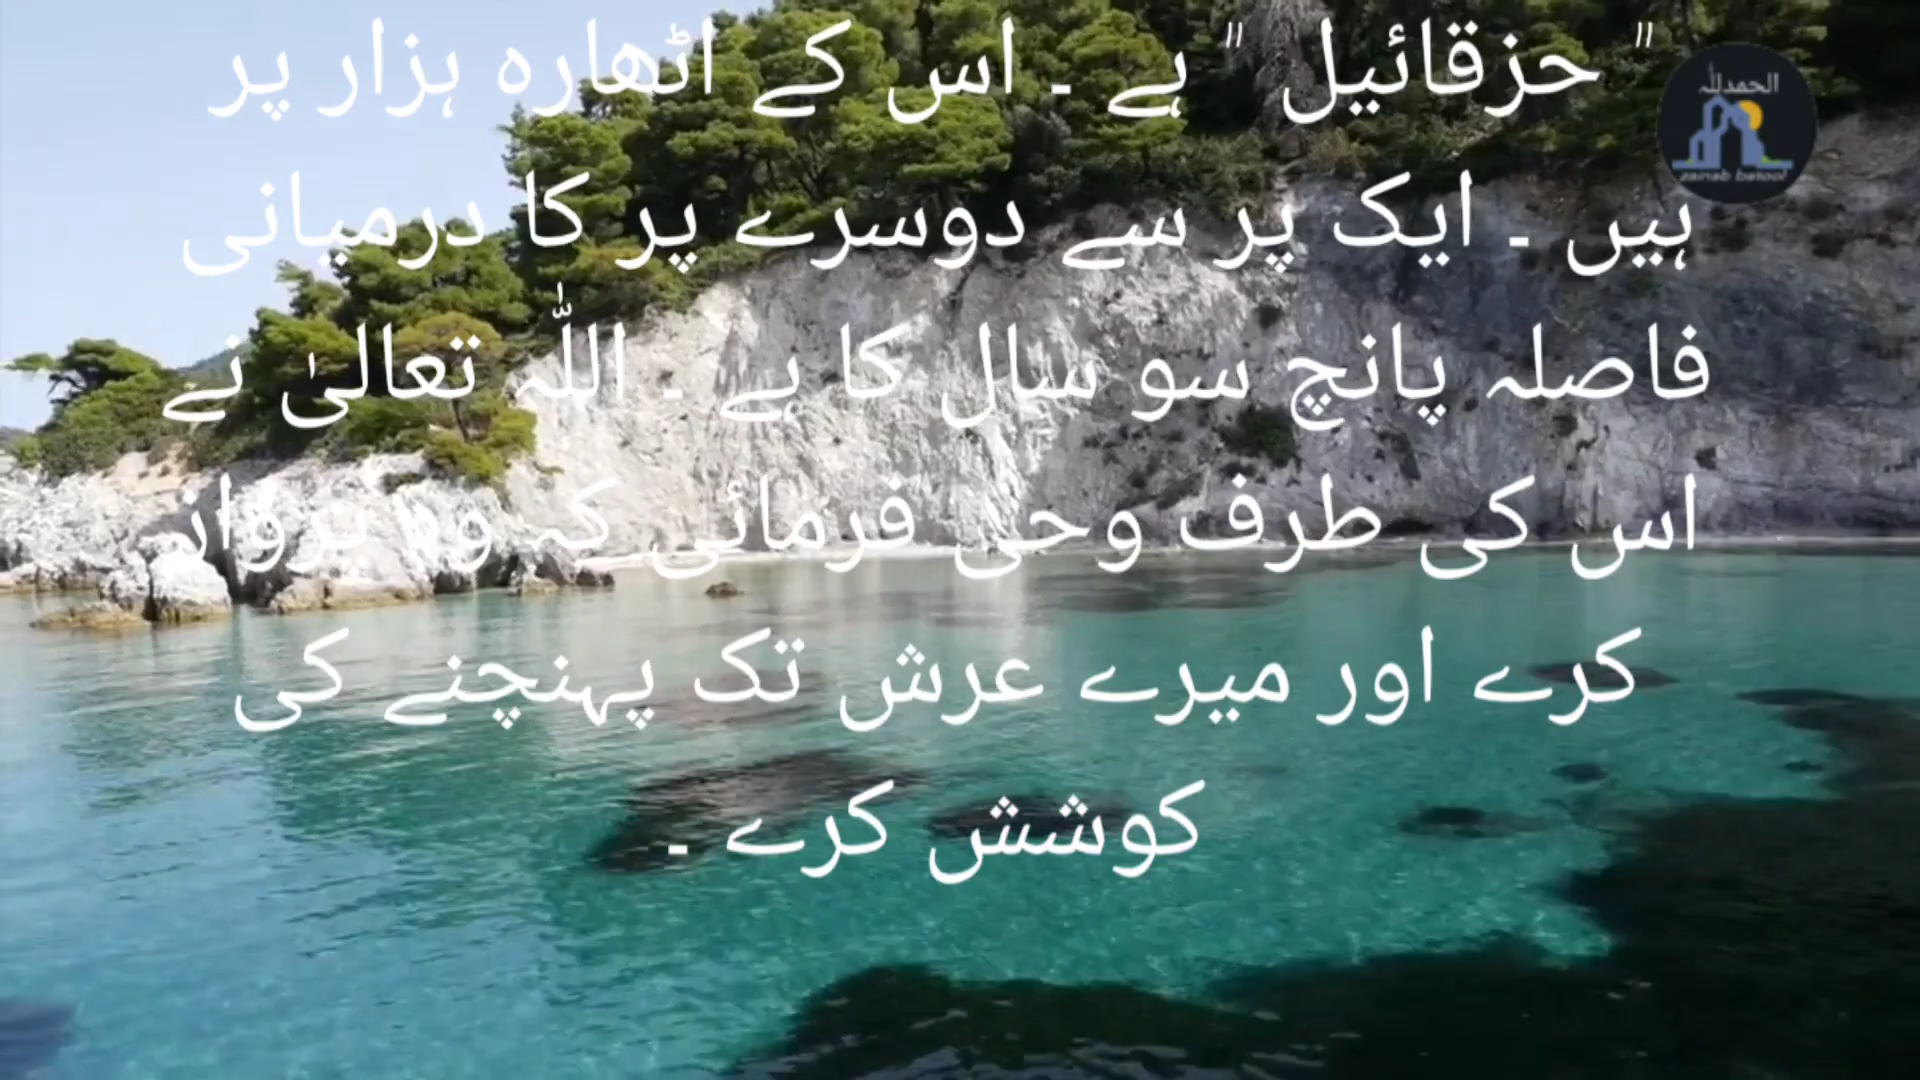 " حزقائیل " ہے ۔ اس کے اٹھارہ ہزار پر
ہیں ۔ ایک پر سے دوسرے پر کا درمیانی
فاصلہ پانچ سو سال کا ہے ۔ اللّٰہ تعالیٰ نے
اس کی طرف وحی فرمائی کہ وہ پرواز
کرے اور میرے عرش تک پہنچنے کی
کوشش کرے ۔
الحمدللہ
zainab batool